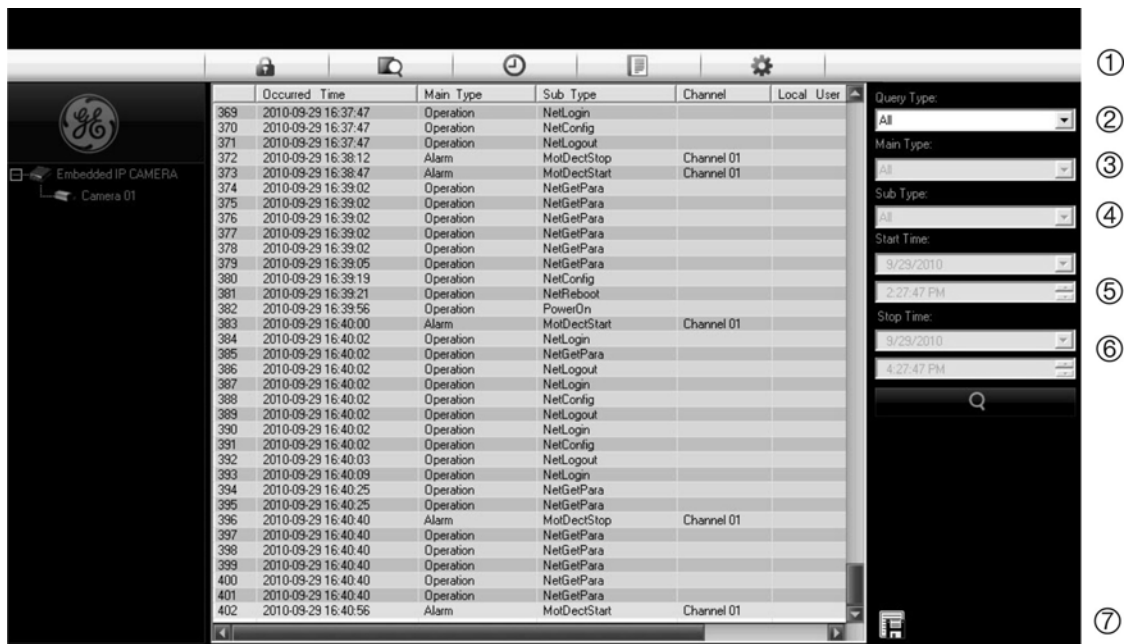 ①
GE
Occurred Time Main Type Sub Type Channel Local User
Query Type:
All ②
Main Type:
All ③
Sub Type:
All ④
Start Time:
9/29/2010
2:27:47 PM ⑤
Stop Time:
9/29/2010 ⑥
4:27:47 PM
Embedded IP CAMERA
Camera 01
369 2010-09-29 16:37:47 Operation NetLogin
370 2010-09-29 16:37:47 Operation NetConfig
371 2010-09-29 16:37:47 Operation NetLogout
372 2010-09-29 16:38:12 Alarm MotDectStop Channel 01
373 2010-09-29 16:38:47 Alarm MotDectStart Channel 01
374 2010-09-29 16:39:02 Operation NetGetPara
375 2010-09-29 16:39:02 Operation NetGetPara
376 2010-09-29 16:39:02 Operation NetGetPara
377 2010-09-29 16:39:02 Operation NetGetPara
378 2010-09-29 16:39:02 Operation NetGetPara
379 2010-09-29 16:39:05 Operation NetGetPara
380 2010-09-29 16:39:19 Operation NetConfig
381 2010-09-29 16:39:21 Operation NetReboot
382 2010-09-29 16:39:56 Operation PowerOn
383 2010-09-29 16:40:00 Alarm MotDectStart Channel 01
384 2010-09-29 16:40:02 Operation NetLogin
385 2010-09-29 16:40:02 Operation NetGetPara
386 2010-09-29 16:40:02 Operation NetLogout
387 2010-09-29 16:40:02 Operation NetLogin
388 2010-09-29 16:40:02 Operation NetConfig
389 2010-09-29 16:40:02 Operation NetLogout
390 2010-09-29 16:40:02 Operation NetLogin
391 2010-09-29 16:40:02 Operation NetConfig
392 2010-09-29 16:40:03 Operation NetLogout
393 2010-09-29 16:40:09 Operation NetLogin
394 2010-09-29 16:40:25 Operation NetGetPara
395 2010-09-29 16:40:25 Operation NetGetPara
396 2010-09-29 16:40:40 Alarm MotDectStop Channel 01
397 2010-09-29 16:40:40 Operation NetGetPara
398 2010-09-29 16:40:40 Operation NetGetPara
399 2010-09-29 16:40:40 Operation NetGetPara
400 2010-09-29 16:40:40 Operation NetGetPara
401 2010-09-29 16:40:40 Operation NetGetPara
402 2010-09-29 16:40:56 Alarm MotDectStart Channel 01
⑦